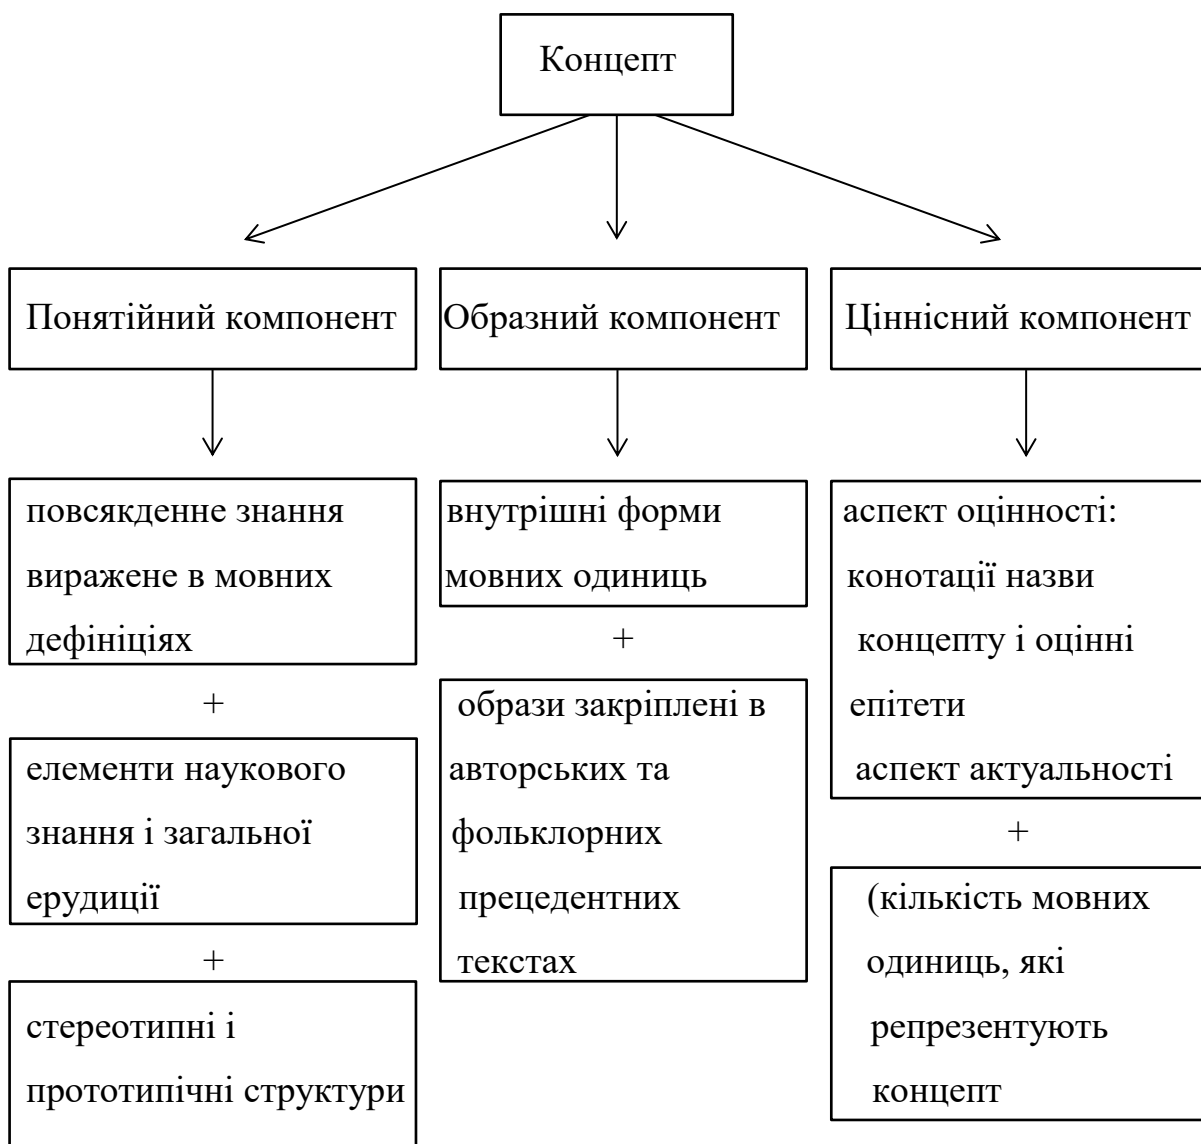 Концепт
Понятійний компонент
Образний компонент
Ціннісний компонент
повсякденне знання
виражене в мовних
дефініціях
+
елементи наукового
знання і загальної
ерудиції
+
стереотипні і
прототипічні структури
внутрішні форми
мовних одиниць
+
образи закріплені в
авторських та
фольклорних
прецедентних
текстах
аспект оцінності:
конотації назви
концепту і оцінні
епітети
аспект актуальності
+
(кількість мовних
одиниць, які
репрезентують
концепт